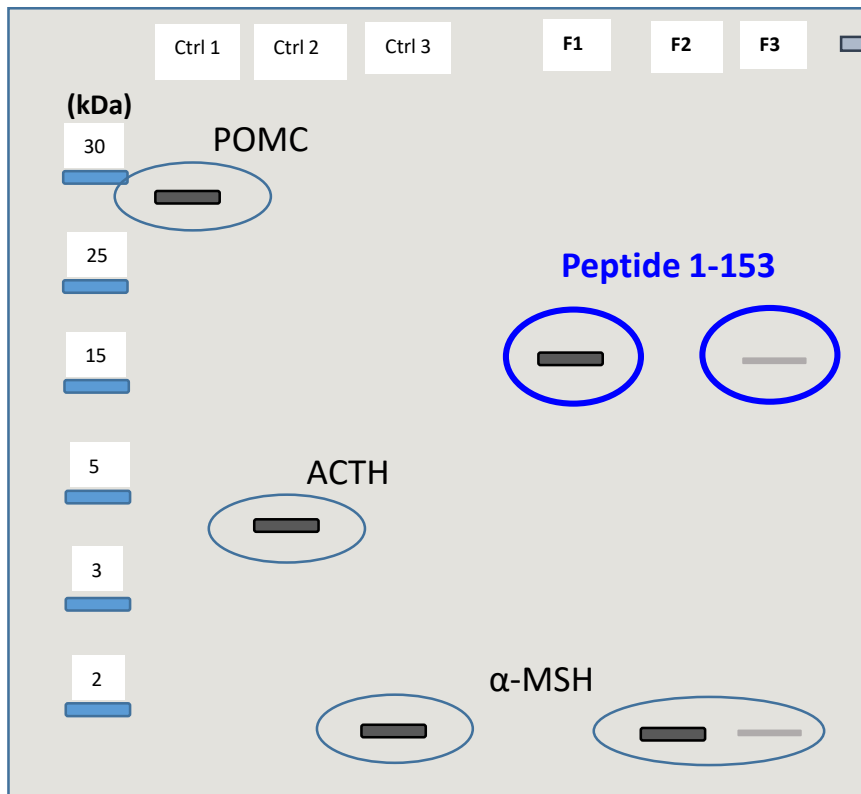 Ctrl 1 Ctrl 2 Ctrl 3 F1 F2 F3
(kDa)
30
POMC
25
Peptide 1-153
15
5
ACTH
3
2
α-MSH